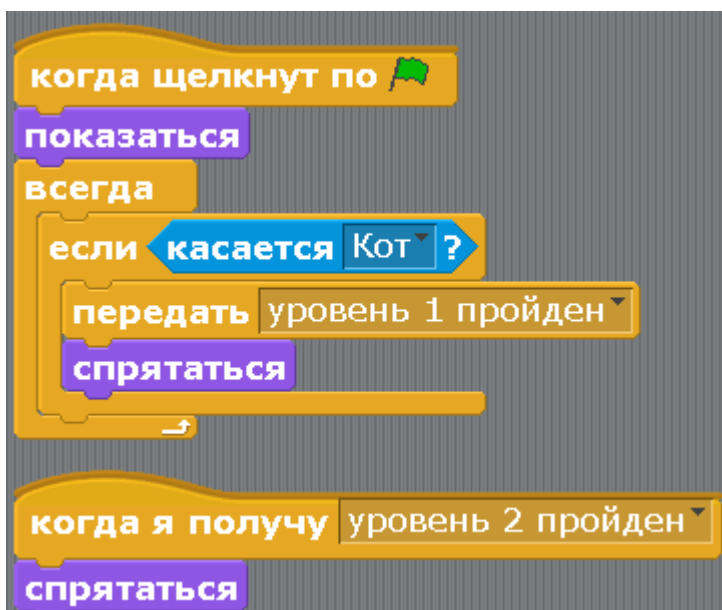 когда щелкнут по
показаться
всегда
если касается Кот ?
передать уровень 1 пройден
спрятаться
когда я получу уровень 2 пройден
спрятаться